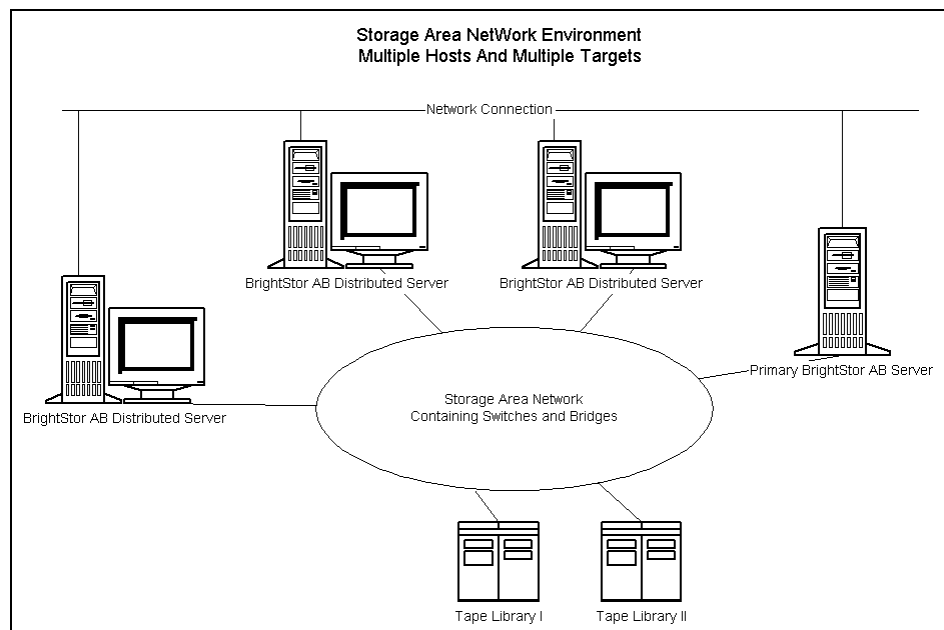 Storage Area NetWork Environment
Multiple Hosts And Multiple Targets
Network Connection
BrightStor AB Distributed Server
BrightStor AB Distributed Server
Primary BrightStor AB Server
BrightStor AB Distributed Server
Storage Area Network
Containing Switches and Bridges
Tape Library I
Tape Library II